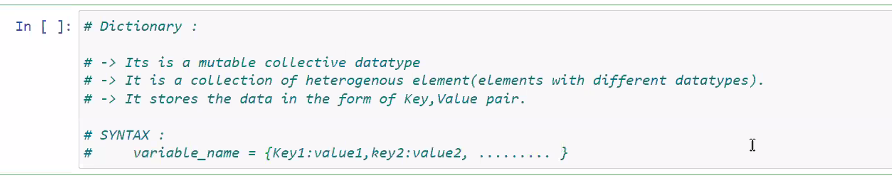 In [ ]: # Dictionary :
# -> Its is a mutable collective datatype
# -> It is a collection of heterogenous element(elements with different datatypes).
# -> It stores the data in the form of Key,Value pair.
# SYNTAX :
#     variable_name = {Key1:value1,key2:value2, ......... }